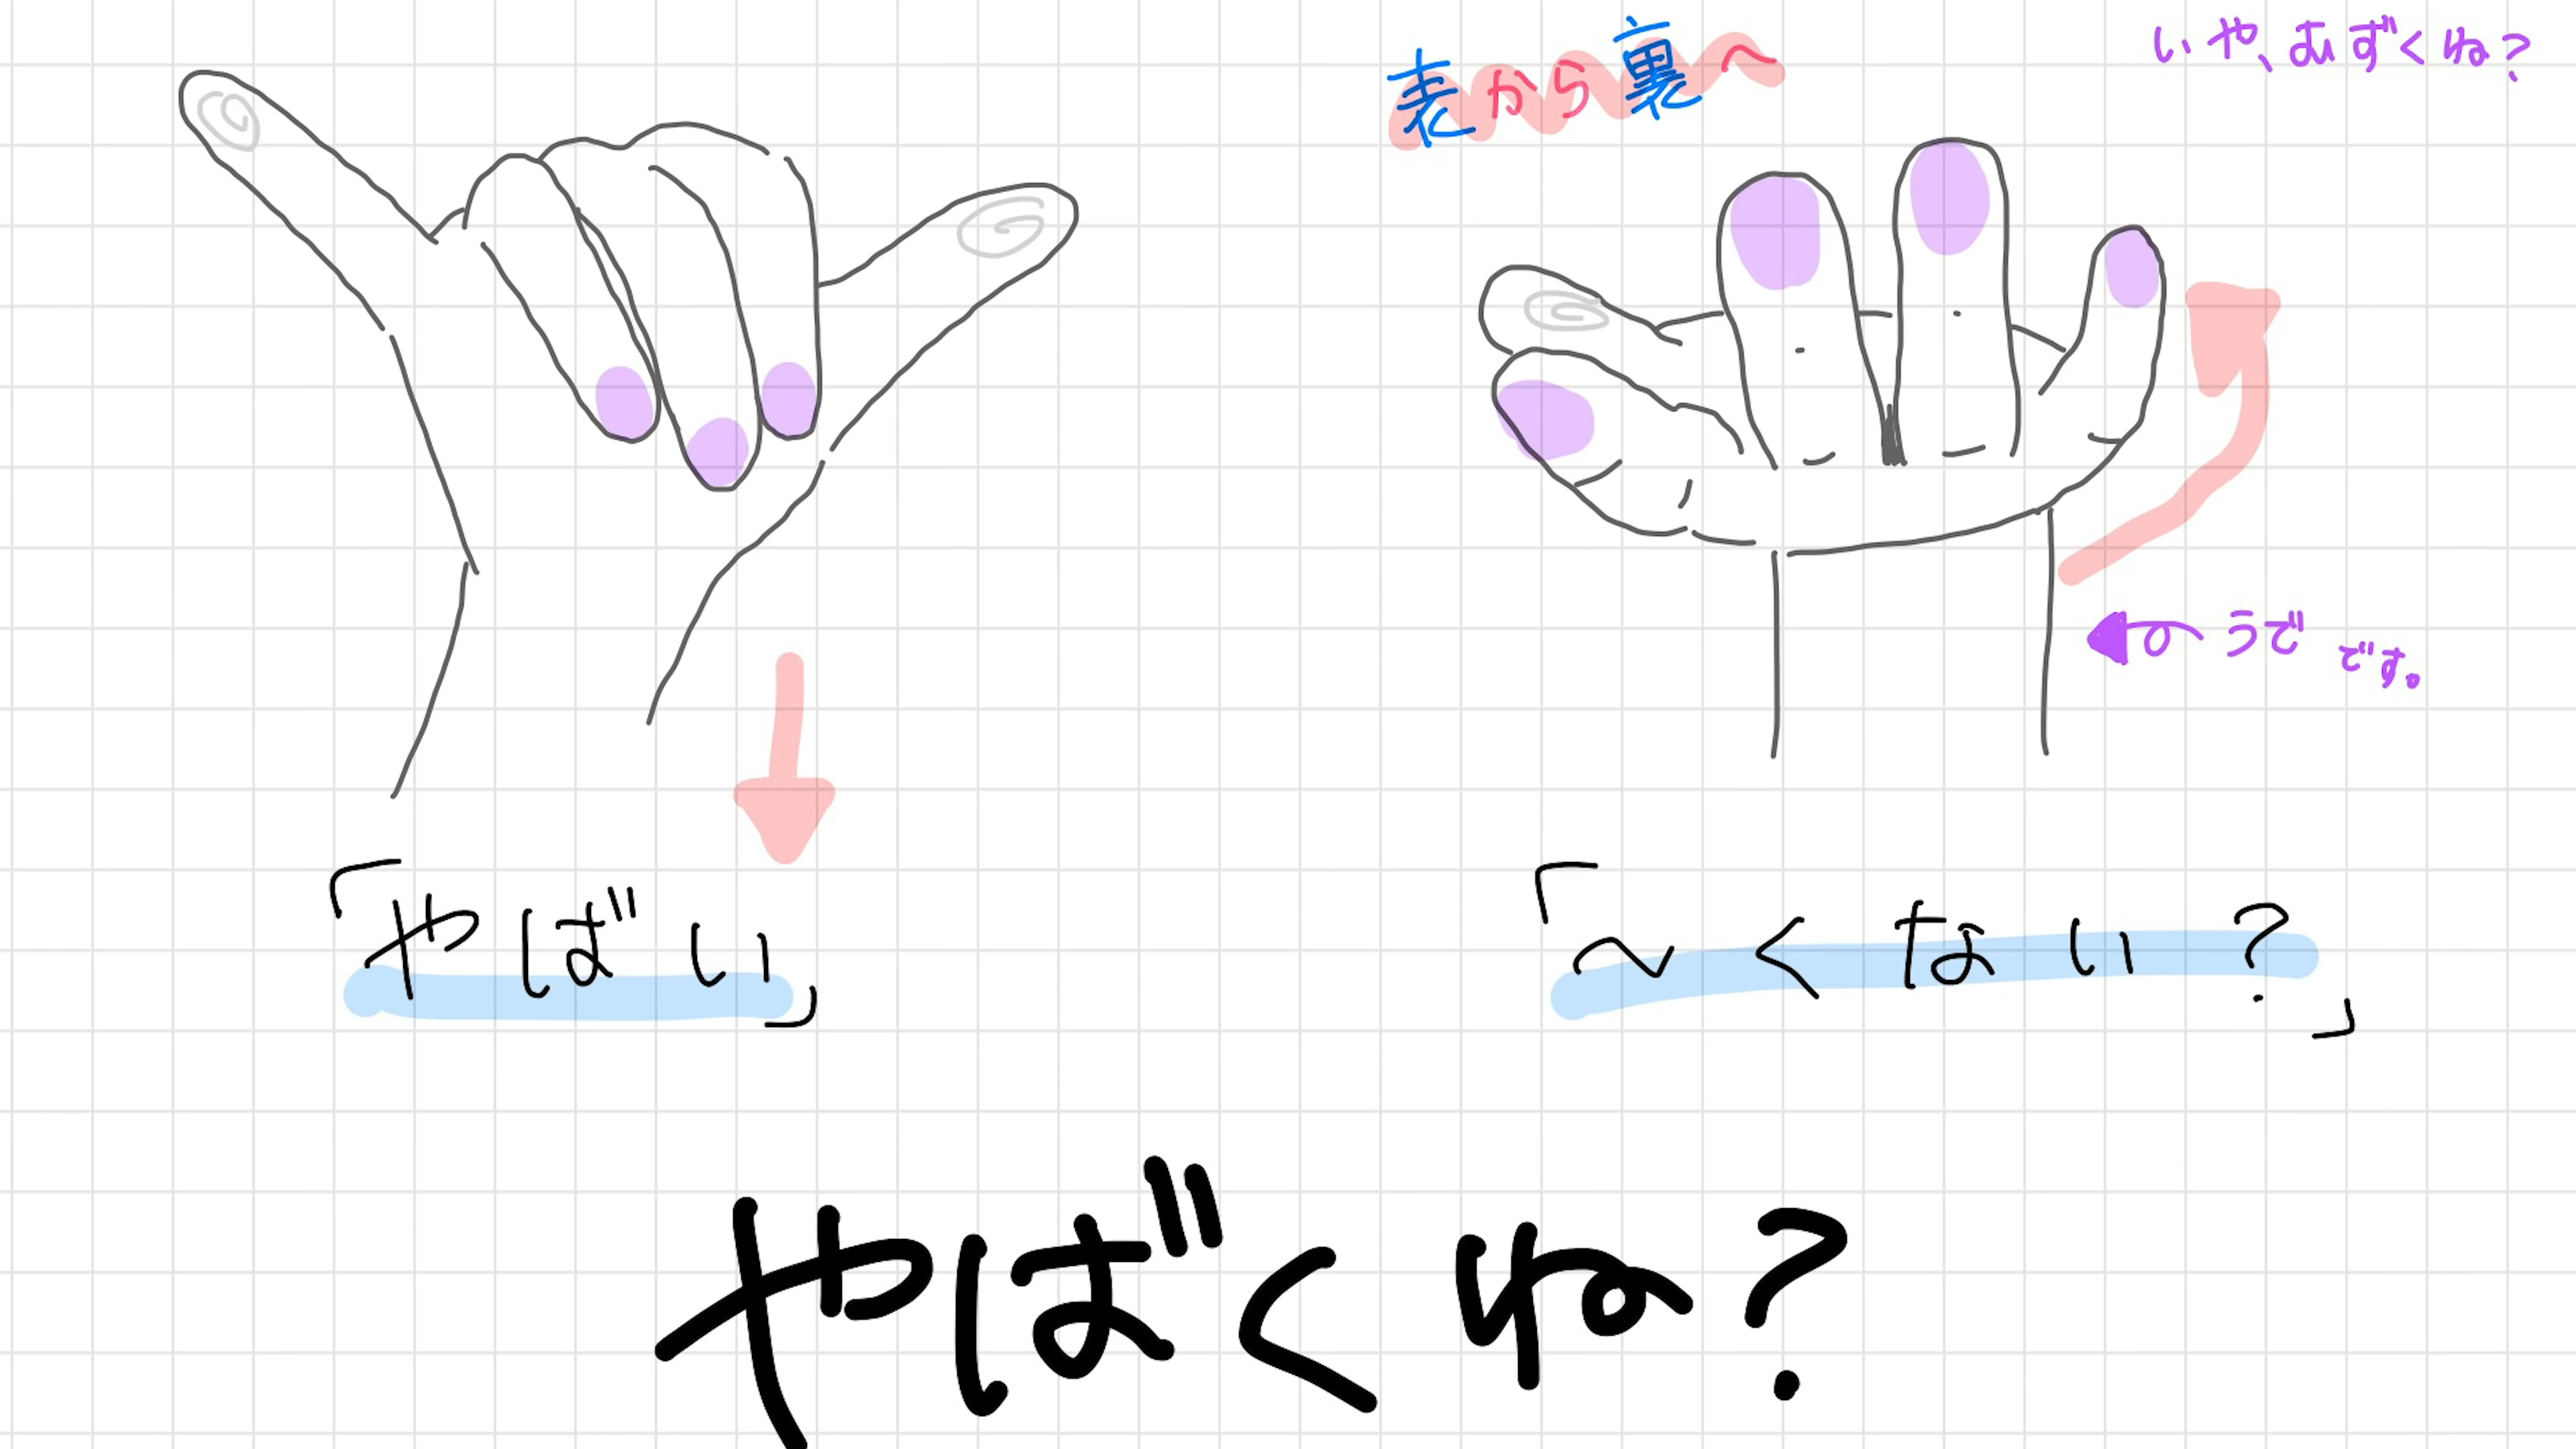 いや、むずくね?
表から裏へ
うで です。
「やばい」
「~くない?」
やばくね?